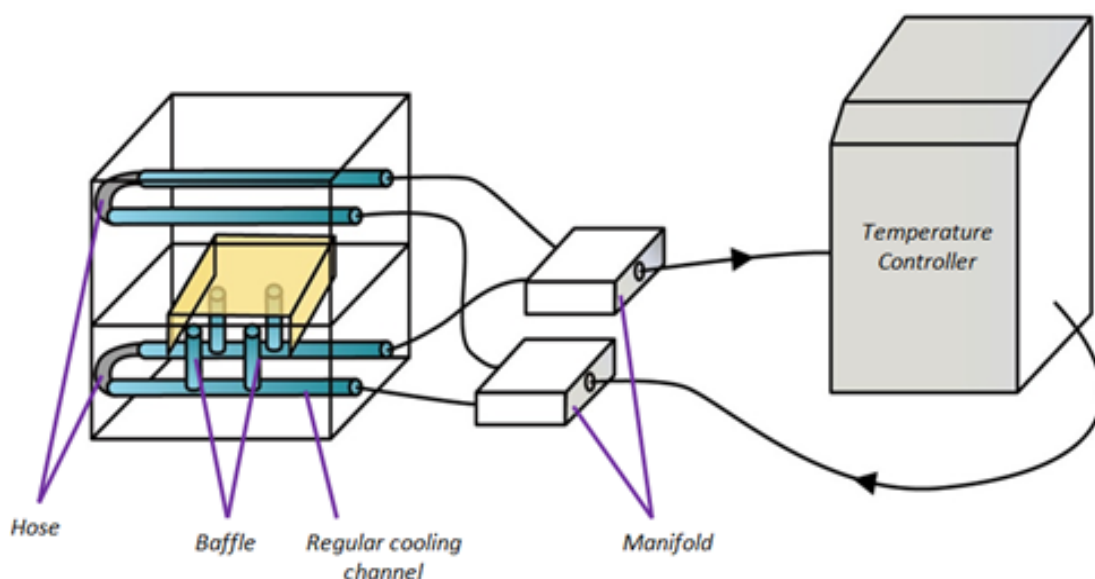 Temperature
Controller
Hose
Baffle
Regular cooling
channel
Manifold